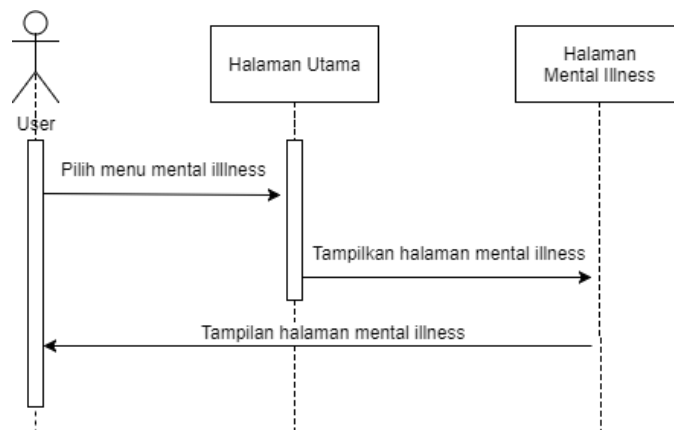 Halaman Utama
Halaman
Mental Illness
User
Pilih menu mental illlness
Tampilkan halaman mental illness
Tampilan halaman mental illness